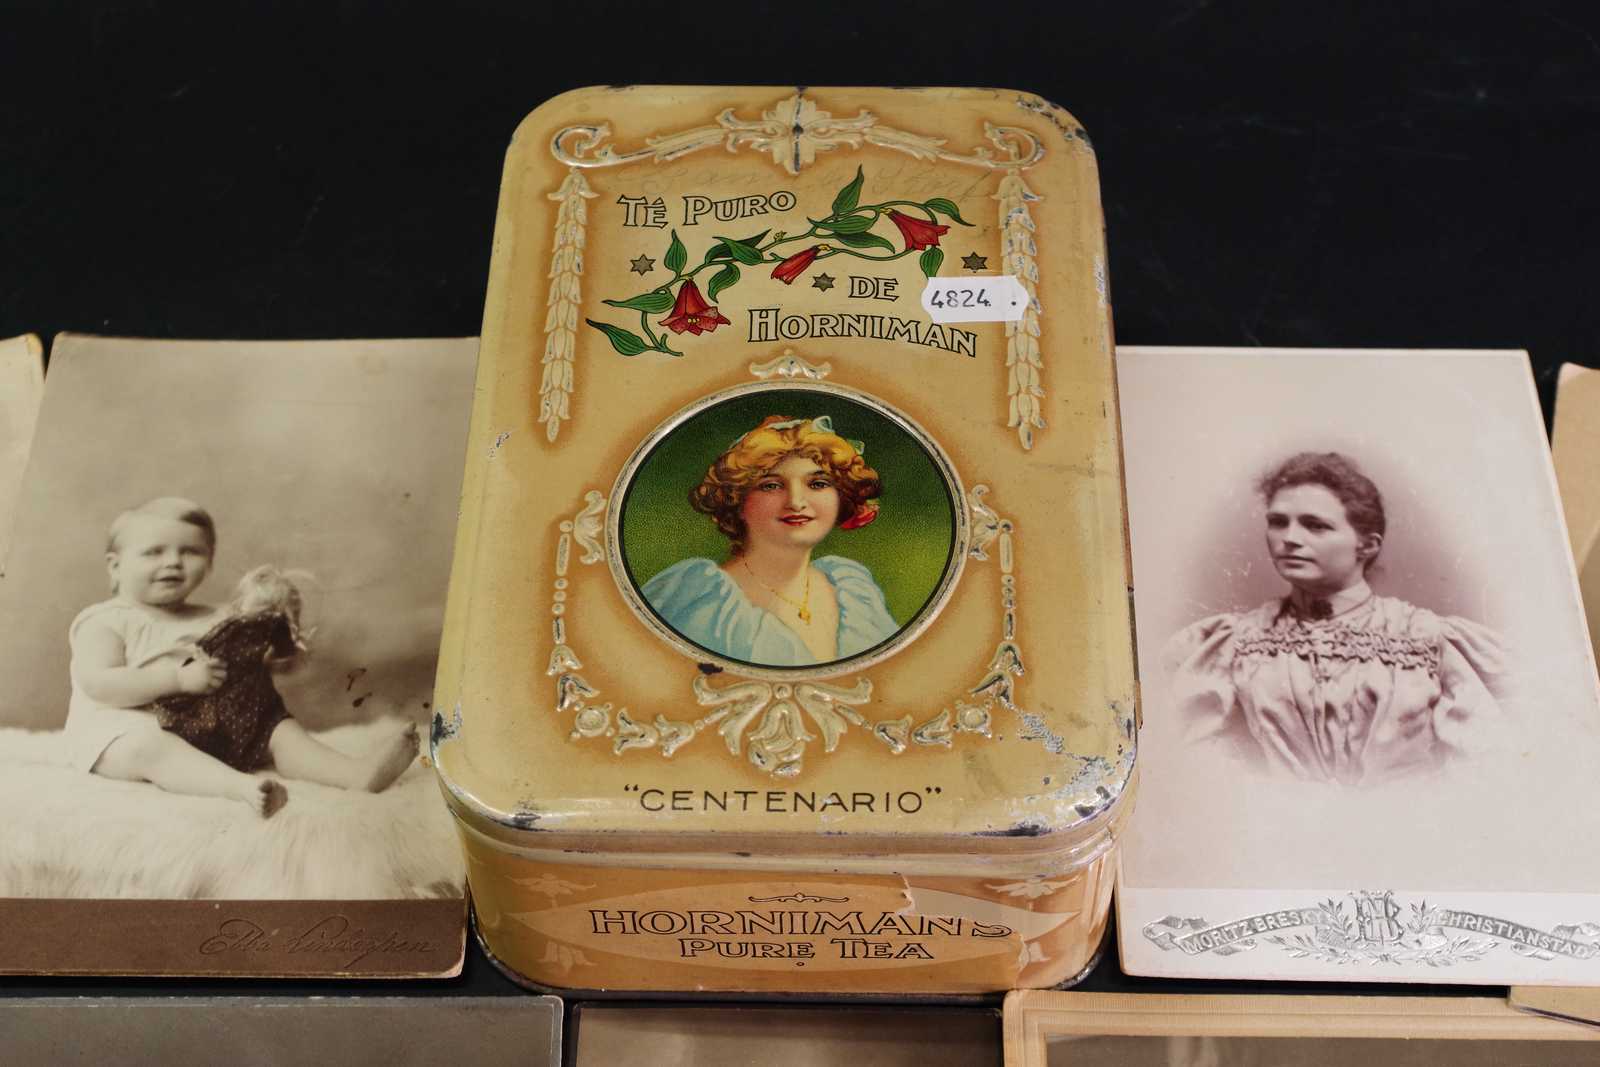 TÉ PURO
DE
HORNIMAN
4824.
"CENTENARIO"
HORNIMAN'S
PURE TEA
MORITZ BRESKY CHRISTIANSTAD